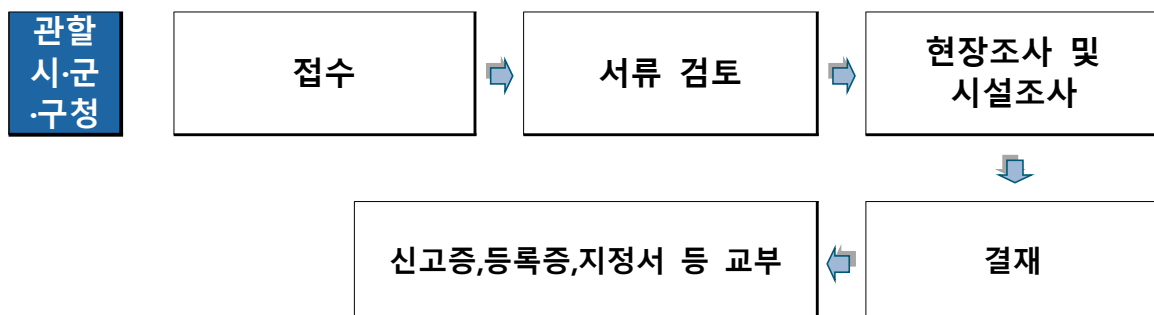 관할
시·군
·구청
접수
서류 검토
현장조사 및
시설조사
결재
신고증,등록증,지정서 등 교부